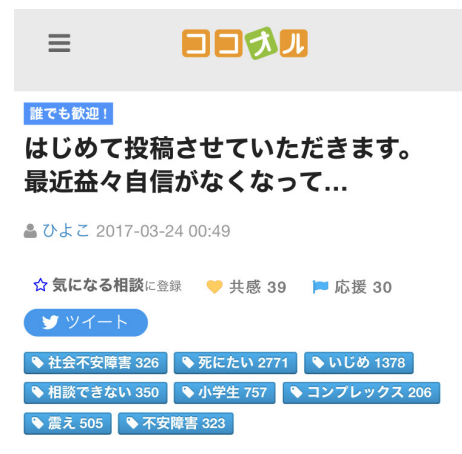 ココオル
誰でも歓迎！
はじめて投稿させていただきます。
最近益々自信がなくなって...
ひよこ 2017-03-24 00:49
気になる相談に登録 共感 39 応援 30
ツイート
社会不安障害 326 死にたい 2771 いじめ 1378
相談できない 350 小学生 757 コンプレックス 206
震え 505 不安障害 323